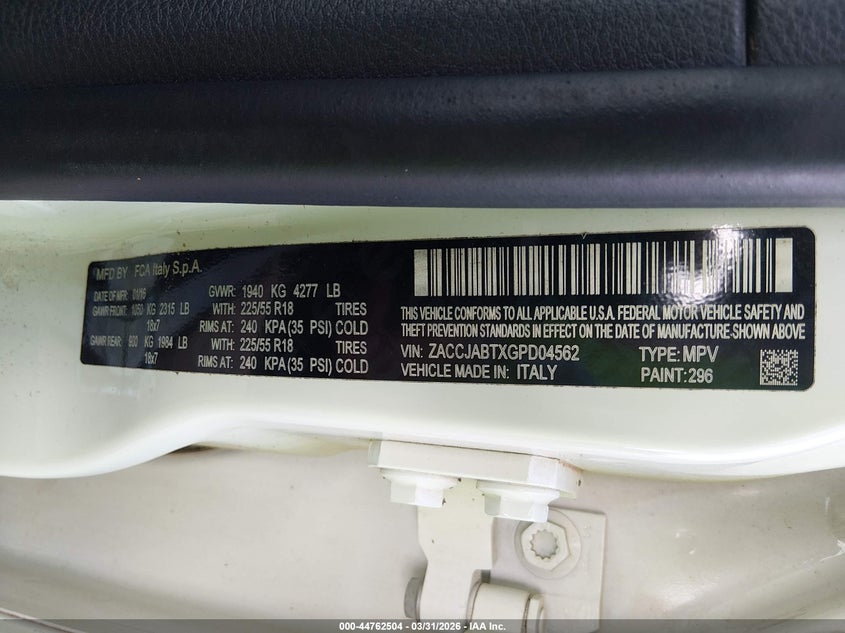 MFD BY FCA Italy S.p.A.
DATE OF MFR 01/16 GVWR: 1940 KG 4277 LB
GAWR FRONT: 1050 KG 2315 LB WITH: 225/55 R18 TIRES
18x7 RIMS AT: 240 KPA (35 PSI) COLD
GAWR REAR: 900 KG 1984 LB WITH: 225/55 R18 TIRES
18x7 RIMS AT: 240 KPA (35 PSI) COLD
THIS VEHICLE CONFORMS TO ALL APPLICABLE U.S.A. FEDERAL MOTOR VEHICLE SAFETY AND
THEFT PREVENTION STANDARDS IN EFFECT ON THE DATE OF MANUFACTURE-SHOWN ABOVE
VIN: ZACCJABTXGPD04562 TYPE: MPV
VEHICLE MADE IN: ITALY PAINT:296
000-44762504 - 03/31/2026 - IAA Inc.